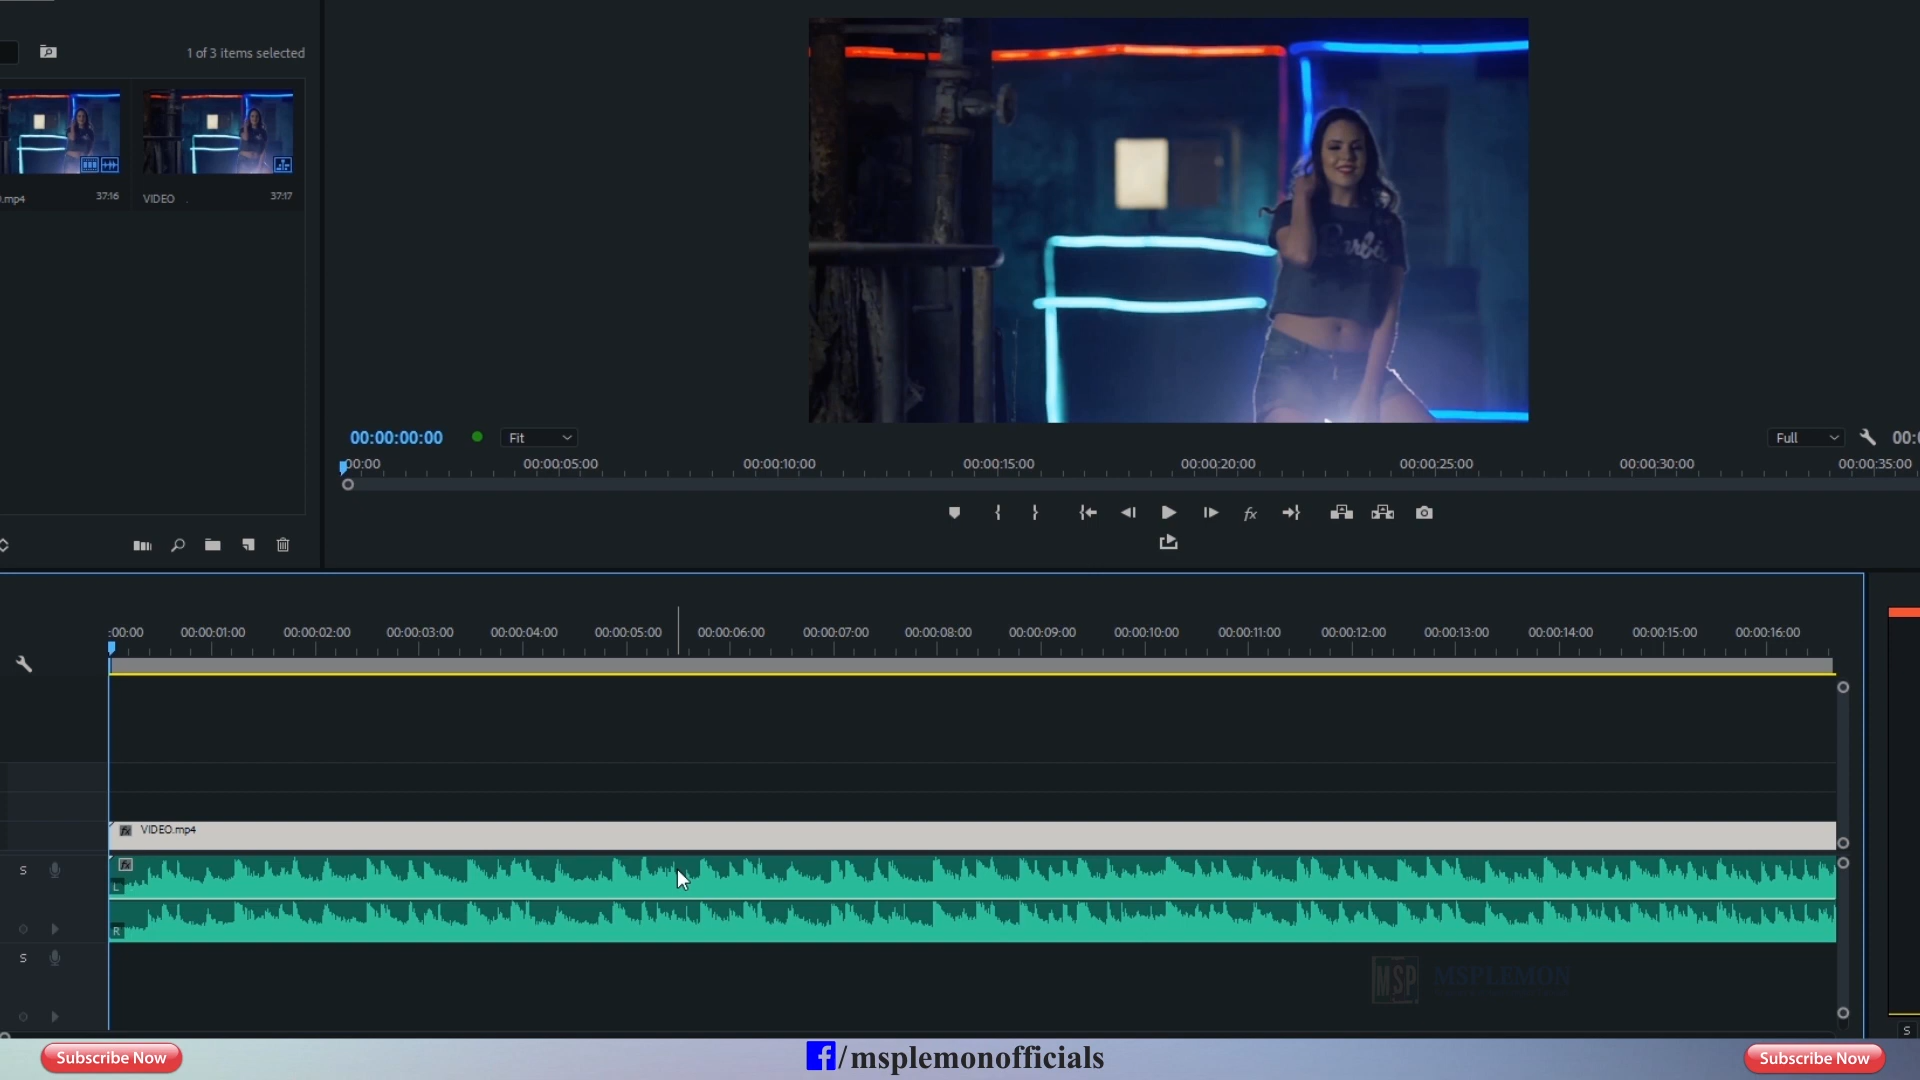 1 of 3 items selected
.mp4 37:16 VIDEO 37:17
Barbie
00:00:00:00 Fit Full 00:
00:00 00:00:05:00 00:00:10:00 00:00:15:00 00:00:20:00 00:00:25:00 00:00:30:00 00:00:35:00
fx
:00:00 00:00:01:00 00:00:02:00 00:00:03:00 00:00:04:00 00:00:05:00 00:00:06:00 00:00:07:00 00:00:08:00 00:00:09:00 00:00:10:00 00:00:11:00 00:00:12:00 00:00:13:00 00:00:14:00 00:00:15:00 00:00:16:00
fx VIDEO.mp4
fx
S
L
R
S
MSP MSPLEMON
S
Subscribe Now f/msplemonofficials Subscribe Now